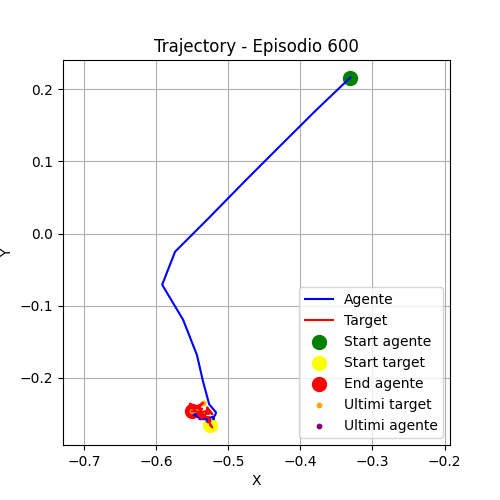 Trajectory - Episodio 600
0.2
0.1
0.0
−0.1
−0.2
Y
−0.7
−0.6
−0.5
−0.4
−0.3
−0.2
X
Agente
Target
Start agente
Start target
End agente
Ultimi target
Ultimi agente